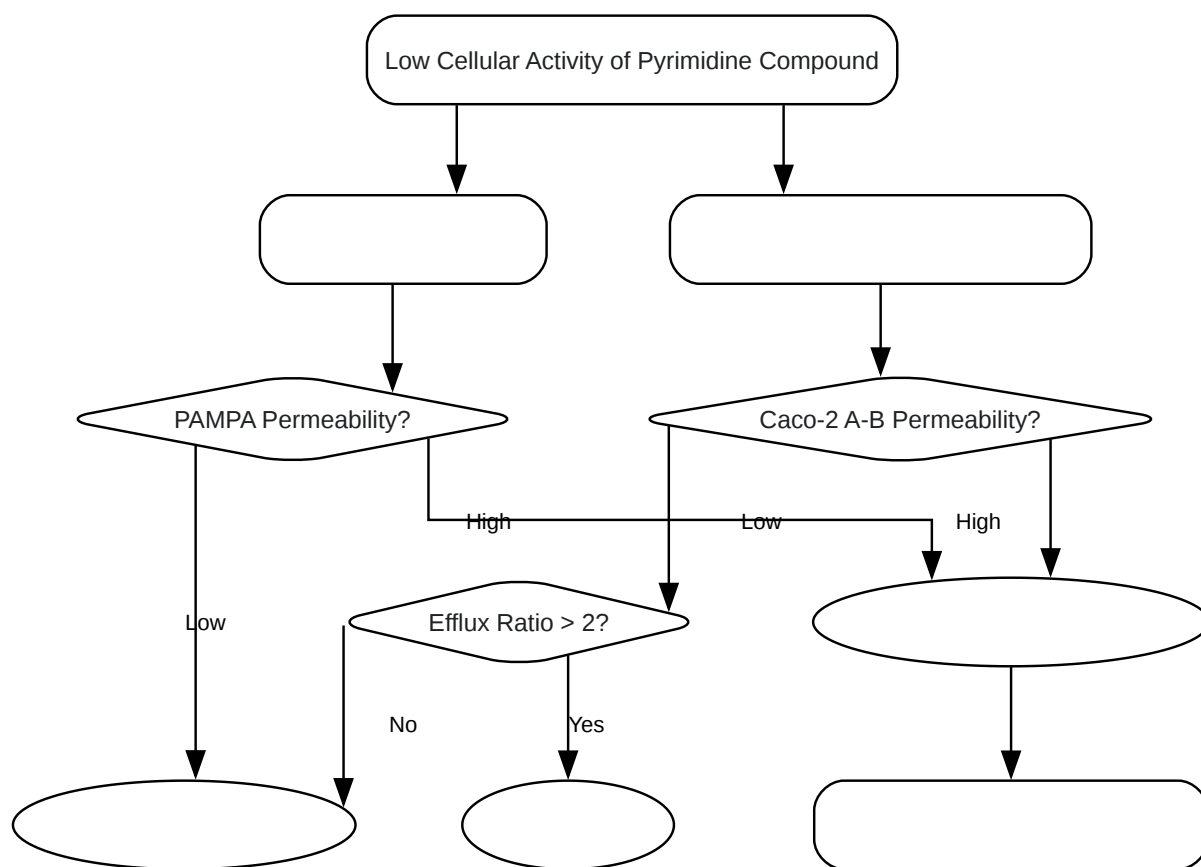 Low Cellular Activity of Pyrimidine Compound
PAMPA Permeability?
Caco-2 A-B Permeability?
High
Low
High
Efflux Ratio > 2?
Low
No
Yes